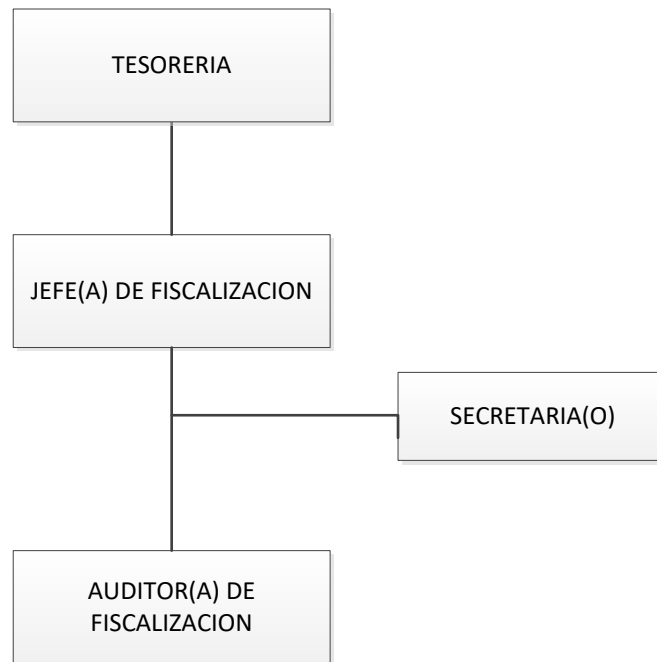 TESORERIA
JEFE(A) DE FISCALIZACION
SECRETARIA(O)
AUDITOR(A) DE
FISCALIZACION